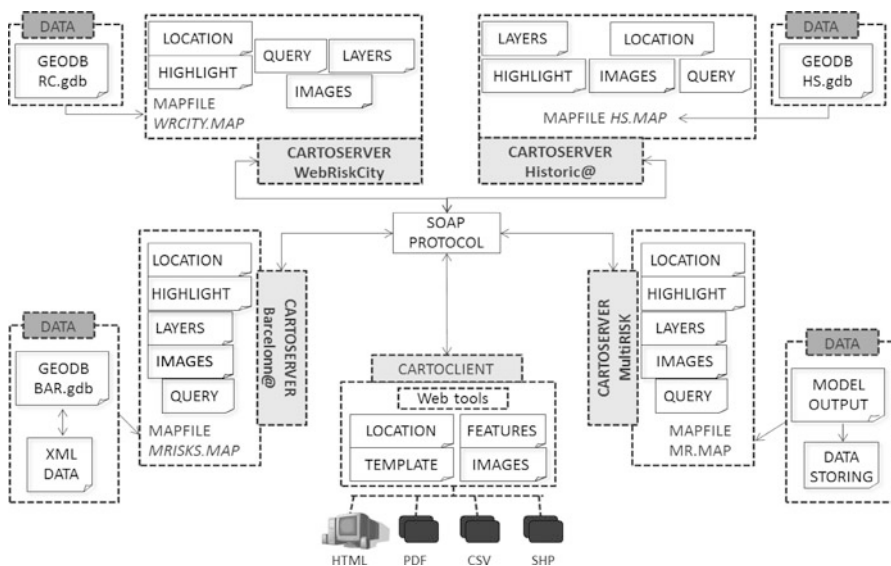 DATA
GEODB
RC.gdb
LOCATION
HIGHLIGHT
QUERY
LAYERS
IMAGES
MAPFILE
WRCITY.MAP
CARTOSERVER
WebRiskCity
LAYERS
LOCATION
HIGHLIGHT
IMAGES
QUERY
MAPFILE HS.MAP
CARTOSERVER
Historic@
DATA
GEODB
HS.gdb
SOAP
PROTOCOL
DATA
GEODB
BAR.gdb
XML
DATA
LOCATION
HIGHLIGHT
LAYERS
IMAGES
QUERY
MAPFILE
MRISKS.MAP
CARTOSERVER
Barcelonn@
CARTOCLIENT
Web tools
LOCATION
FEATURES
TEMPLATE
IMAGES
HTML
PDF
CSV
SHP
CARTOSERVER
MultiRISK
LOCATION
HIGHLIGHT
LAYERS
IMAGES
QUERY
MAPFILE
MR.MAP
DATA
MODEL
OUTPUT
DATA
STORING